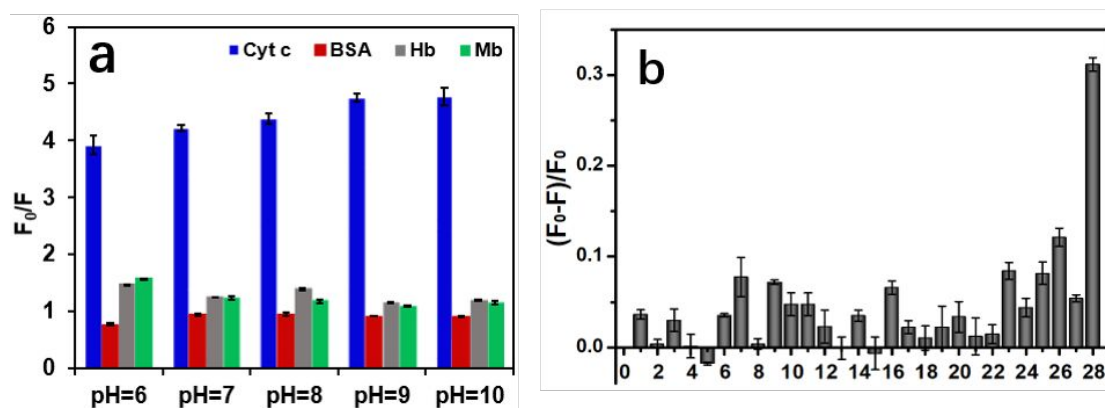 a
Cyt c BSA Hb Mb
F₀/F
6
5
4
3
2
1
0
pH=6 pH=7 pH=8 pH=9 pH=10
b
(F₀-F)/F₀
0.3
0.2
0.1
0.0
0 2 4 6 8 10 12 14 16 18 20 22 24 26 28